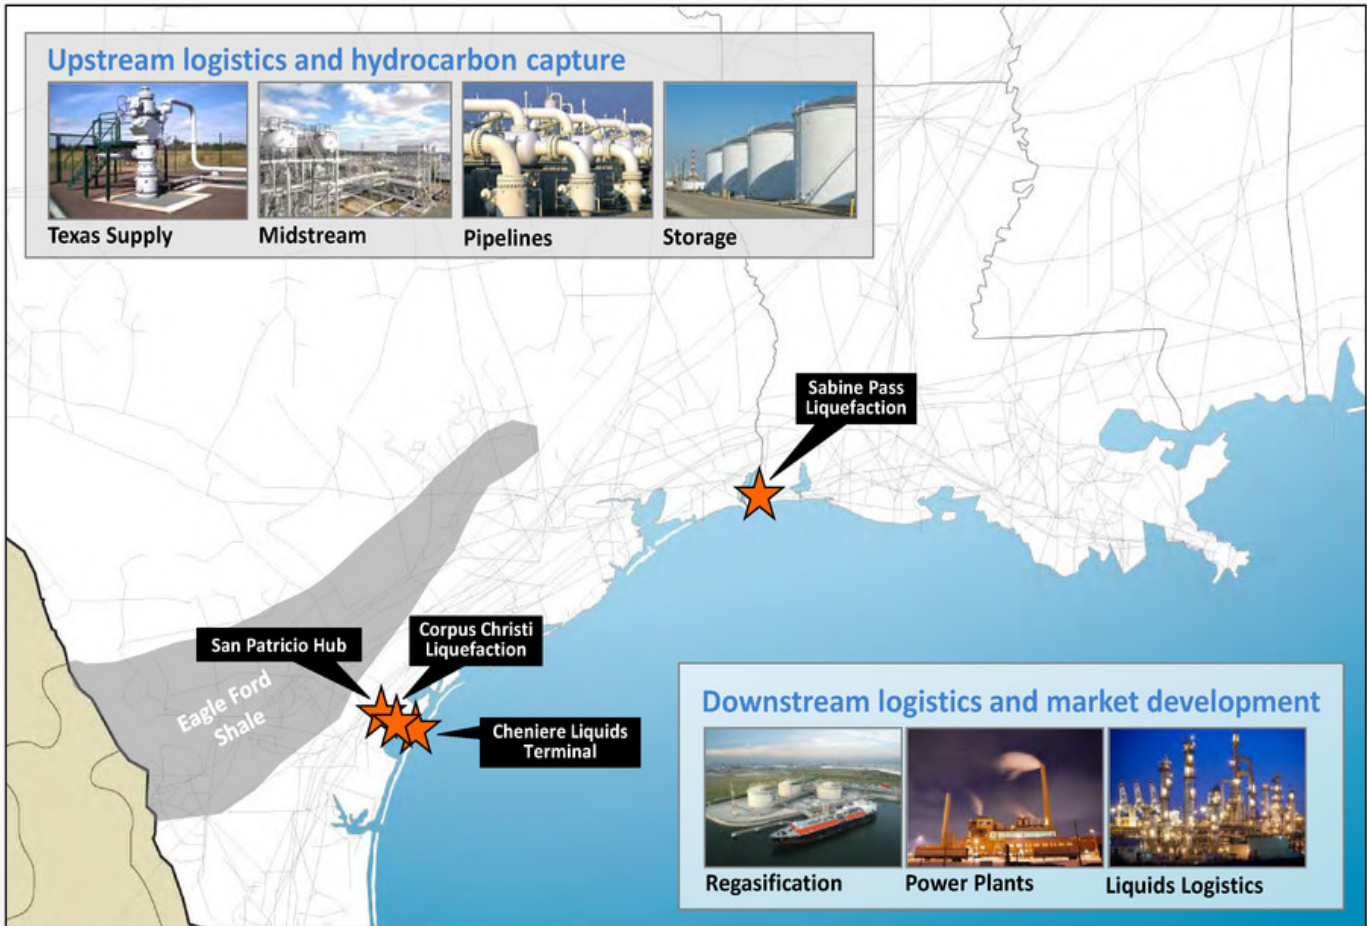 Upstream logistics and hydrocarbon capture
Texas Supply
Midstream
Pipelines
Storage
Sabine Pass
Liquefaction
San Patricio Hub
Corpus Christi
Liquefaction
Eagle Ford
Shale
Cheniere Liquids
Terminal
Downstream logistics and market development
Regasification
Power Plants
Liquids Logistics